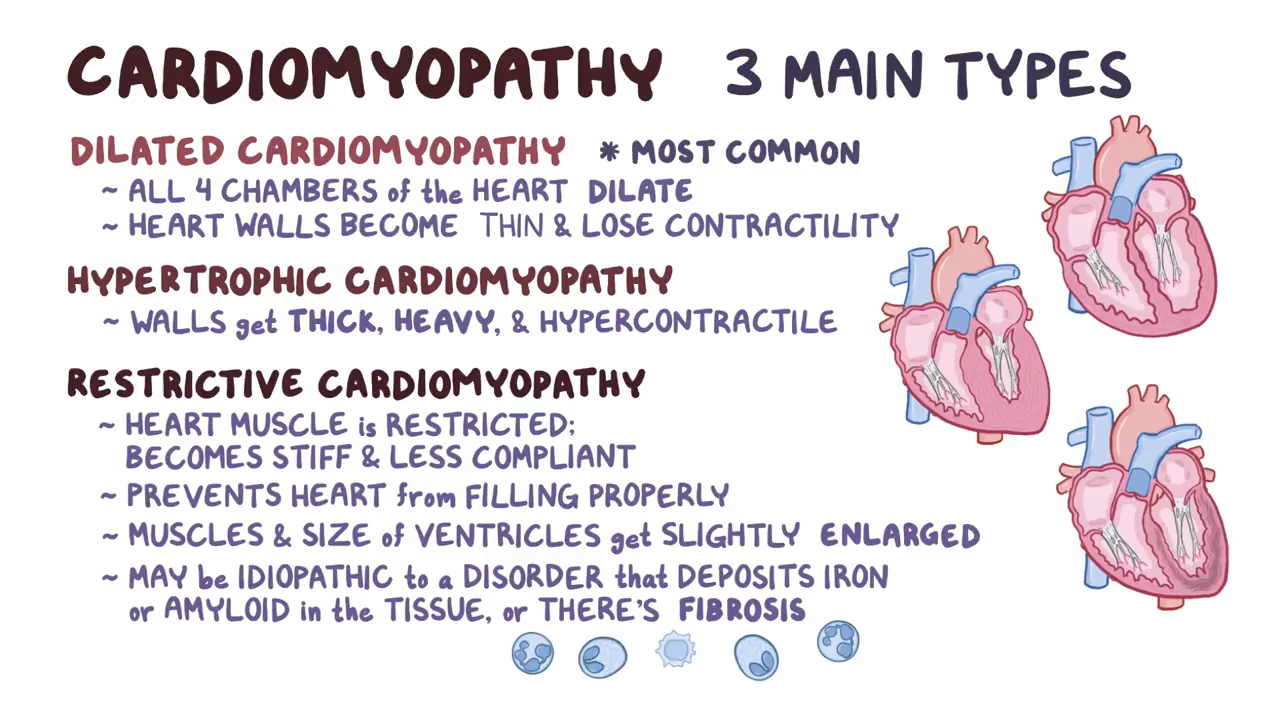 CARDIOMYOPATHY 3 MAIN TYPES
DILATED CARDIOMYOPATHY * MOST COMMON
~ ALL 4 CHAMBERS of the HEART DILATE
~ HEART WALLS BECOME THIN & LOSE CONTRACTILITY
HYPERTROPHIC CARDIOMYOPATHY
~ WALLS get THICK, HEAVY, & HYPERCONTRACTILE
RESTRICTIVE CARDIOMYOPATHY
~ HEART MUSCLE is RESTRICTED;
BECOMES STIFF & LESS COMPLIANT
~ PREVENTS HEART from FILLING PROPERLY
~ MUSCLES & SIZE of VENTRICLES get SLIGHTLY ENLARGED
~ MAY be IDIOPATHIC to a DISORDER that DEPOSITS IRON
or AMYLOID in the TISSUE, or THERE'S FIBROSIS